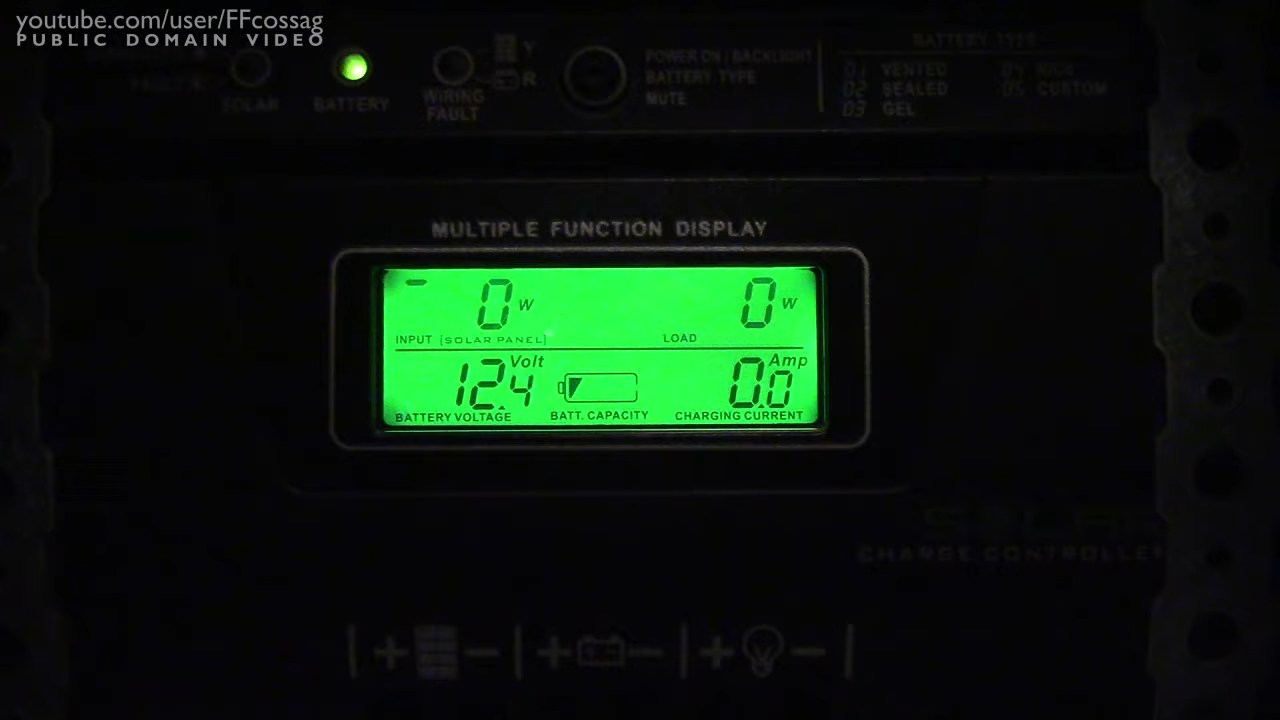 youtube.com/user/FFcossag
PUBLIC DOMAIN VIDEO
SOLAR
BATTERY
WIRING
FAULT
Y
R
POWER ON / BACKLIGHT
BATTERY TYPE
MUTE
BATTERY TYPE
01 VENTED
02 SEALED
03 GEL
04 NiCd
05 CUSTOM
MULTIPLE FUNCTION DISPLAY
0 W
INPUT [SOLAR PANEL]
0 W
LOAD
12.4 Volt
BATTERY VOLTAGE
BATT. CAPACITY
0.0 Amp
CHARGING CURRENT
SOLAR
CHARGE CONTROLLER